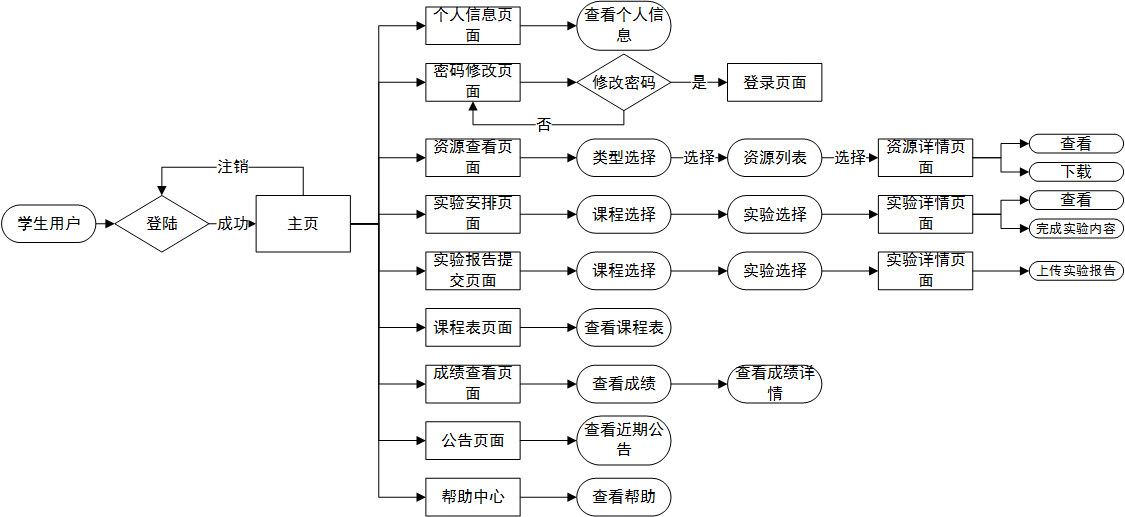 个人信息页
面
查看个人信
息
密码修改页
面
修改密码
是
登录页面
否
资源查看页
面
类型选择
选择
资源列表
选择
资源详情页
面
查看
下载
注销
学生用户
登陆
成功
主页
实验安排页
面
课程选择
实验选择
实验详情页
面
查看
完成实验内容
实验报告提
交页面
课程选择
实验选择
实验详情页
面
上传实验报告
课程表页面
查看课程表
成绩查看页
面
查看成绩
查看成绩详
情
公告页面
查看近期公
告
帮助中心
查看帮助